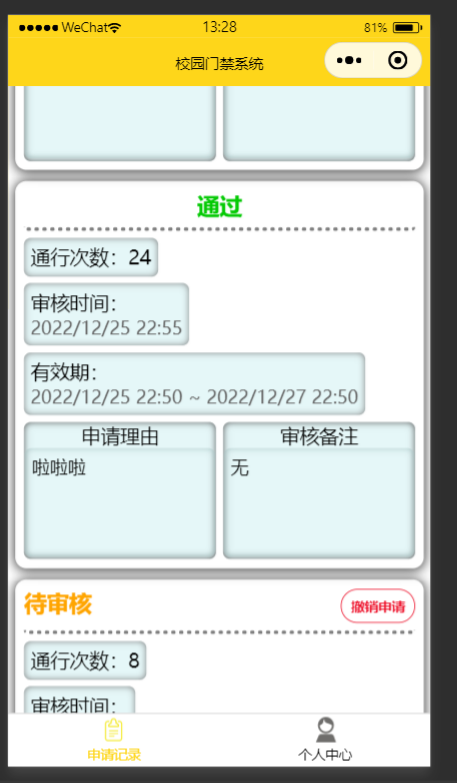 WeChat 13:28 81%
校园门禁系统
通过
通行次数：24
审核时间：
2022/12/25 22:55
有效期：
2022/12/25 22:50 ~ 2022/12/27 22:50
申请理由 审核备注
啦啦啦 无
待审核 撤销申请
通行次数：8
审核时间：
申请记录 个人中心